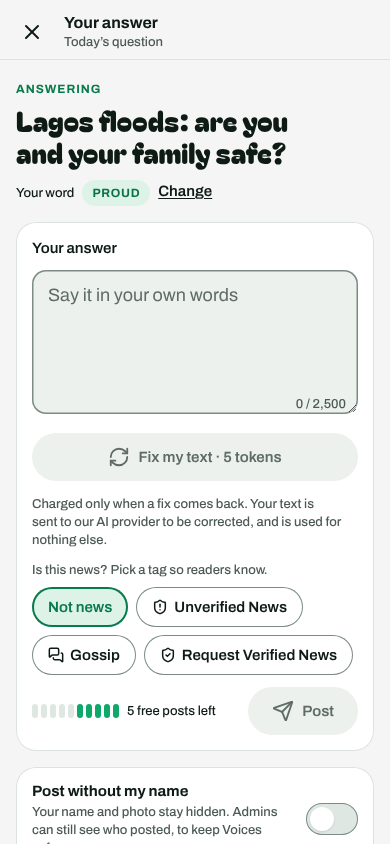 Your answer
Today's question
ANSWERING
Lagos floods: are you
and your family safe?
Your word PROUD Change
Your answer
Say it in your own words
0 / 2,500
Fix my text · 5 tokens
Charged only when a fix comes back. Your text is
sent to our AI provider to be corrected, and is used for
nothing else.
Is this news? Pick a tag so readers know.
Not news Unverified News
Gossip Request Verified News
5 free posts left Post
Post without my name
Your name and photo stay hidden. Admins
can still see who posted, to keep Voices